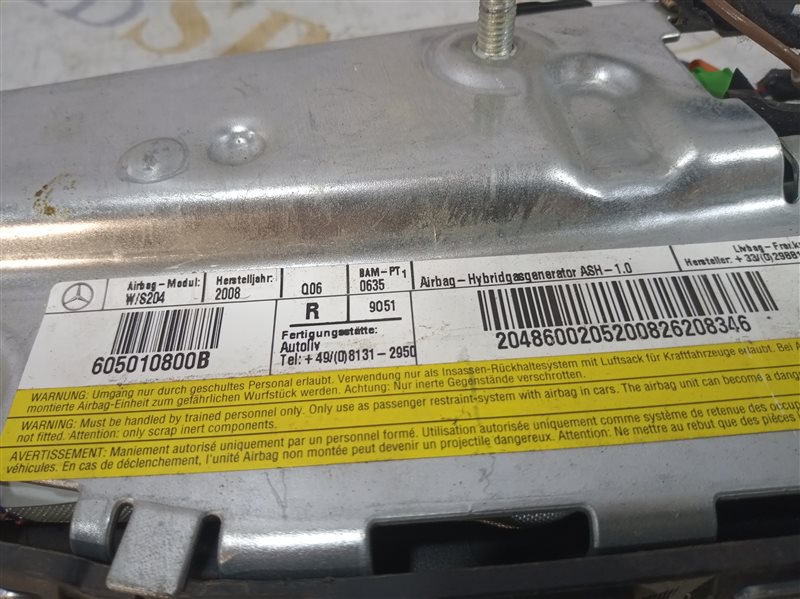 Airbag-Modul:
W/S204
Herstelljahr:
2008
Q06
BAM-PT1
0635
Airbag-Hybridgasgenerator ASH-1.0
Livbag-
Hersteller: +33/(0)2981
R
9051
Fertigungsstätte:
Autoliv
Tel: +49/(0)8131-2950
605010800B
2048600205200826208346
WARNUNG: Umgang nur durch geschultes Personal erlaubt. Verwendung nur als Insassen-Rückhaltesystem mit Luftsack für Kraftfahrzeuge erlaubt. Bei
montierte Airbag-Einheit zum gefährlichen Wurfstück werden. Achtung: Nur inerte Gegenstände verschrotten.
WARNING: Must be handled by trained personnel only. Only use as passenger restraint-system with airbag in cars. The airbag unit can become a
not fitted. Attention: only scrap inert components.
AVERTISSEMENT: Maniement autorisé uniquement par un personnel formé. Utilisation autorisée uniquement comme système de retenue des
véhicules. En cas de déclenchement, l'unité Airbag non montée peut devenir un projectile dangereux. Attention: Ne mettre au rebut que des pièces